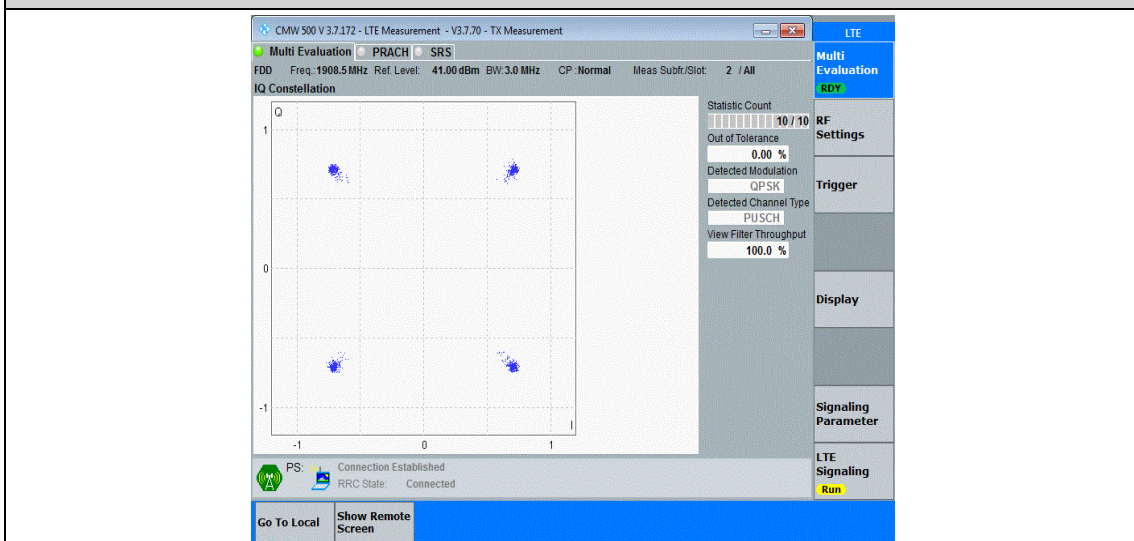 CMW 500 V 3.7.172 - LTE Measurement - V3.7.70 - TX Measurement
LTE
Multi Evaluation PRACH SRS
FDD Freq.:1908.5 MHz Ref. Level: 41.00 dBm BW:3.0 MHz CP :Normal Meas Subfr./Slot: 2 / All
IQ Constellation
Q
1
0
-1
-1 0 1
I
Statistic Count
10 / 10
Out of Tolerance
0.00 %
Detected Modulation
QPSK
Detected Channel Type
PUSCH
View Filter Throughput
100.0 %
Multi
Evaluation
RDY
RF
Settings
Trigger
Display
Signaling
Parameter
LTE
Signaling
Run
PS: Connection Established
RRC State: Connected
Go To Local
Show Remote
Screen